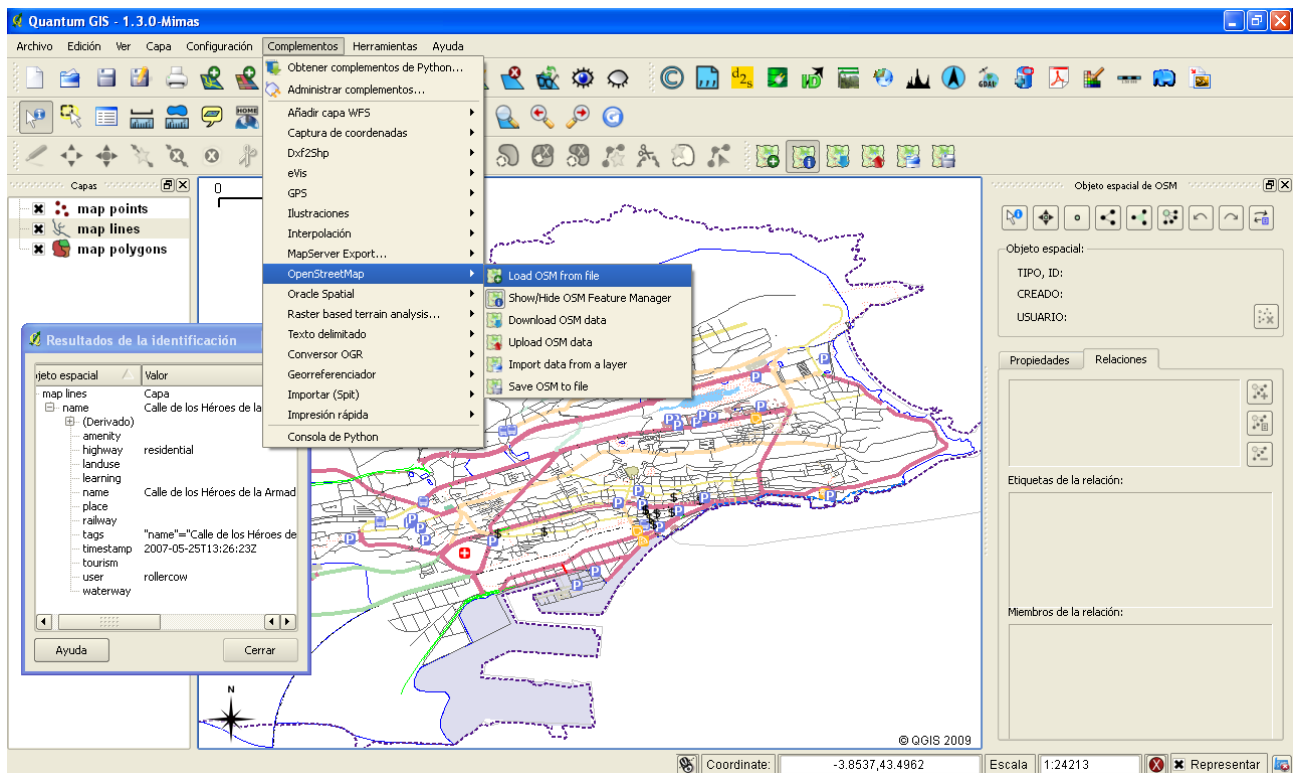 Quantum GIS - 1.3.0-Mimas
Archivo Edición Ver Capa Configuración Complementos Herramientas Ayuda
Obtener complementos de Python...
Administrar complementos...
Añadir capa WFS
Captura de coordenadas
Dxf2Shp
eVis
GPS
Ilustraciones
Interpolación
MapServer Export...
OpenStreetMap
Oracle Spatial
Raster based terrain analysis...
Texto delimitado
Conversor OGR
Georreferenciador
Importar (Spit)
Impresión rápida
Consola de Python
Load OSM from file
Show/Hide OSM Feature Manager
Download OSM data
Upload OSM data
Import data from a layer
Save OSM to file
Capas
map points
map lines
map polygons
0
Resultados de la identificación
jeto espacial Valor
map lines Capa
name Calle de los Héroes de la
(Derivado)
amenity
highway residential
landuse
learning
name Calle de los Héroes de la Armad
place
railway
tags "name"="Calle de los Héroes de
timestamp 2007-05-25T13:26:23Z
tourism
user rollercow
waterway
Ayuda Cerrar
N
© QGIS 2009
Objeto espacial de OSM
Objeto espacial:
TIPO, ID:
CREADO:
USUARIO:
Propiedades Relaciones
Etiquetas de la relación:
Miembros de la relación:
Coordinate: -3.8537,43.4962 Escala 1:24213 Representar